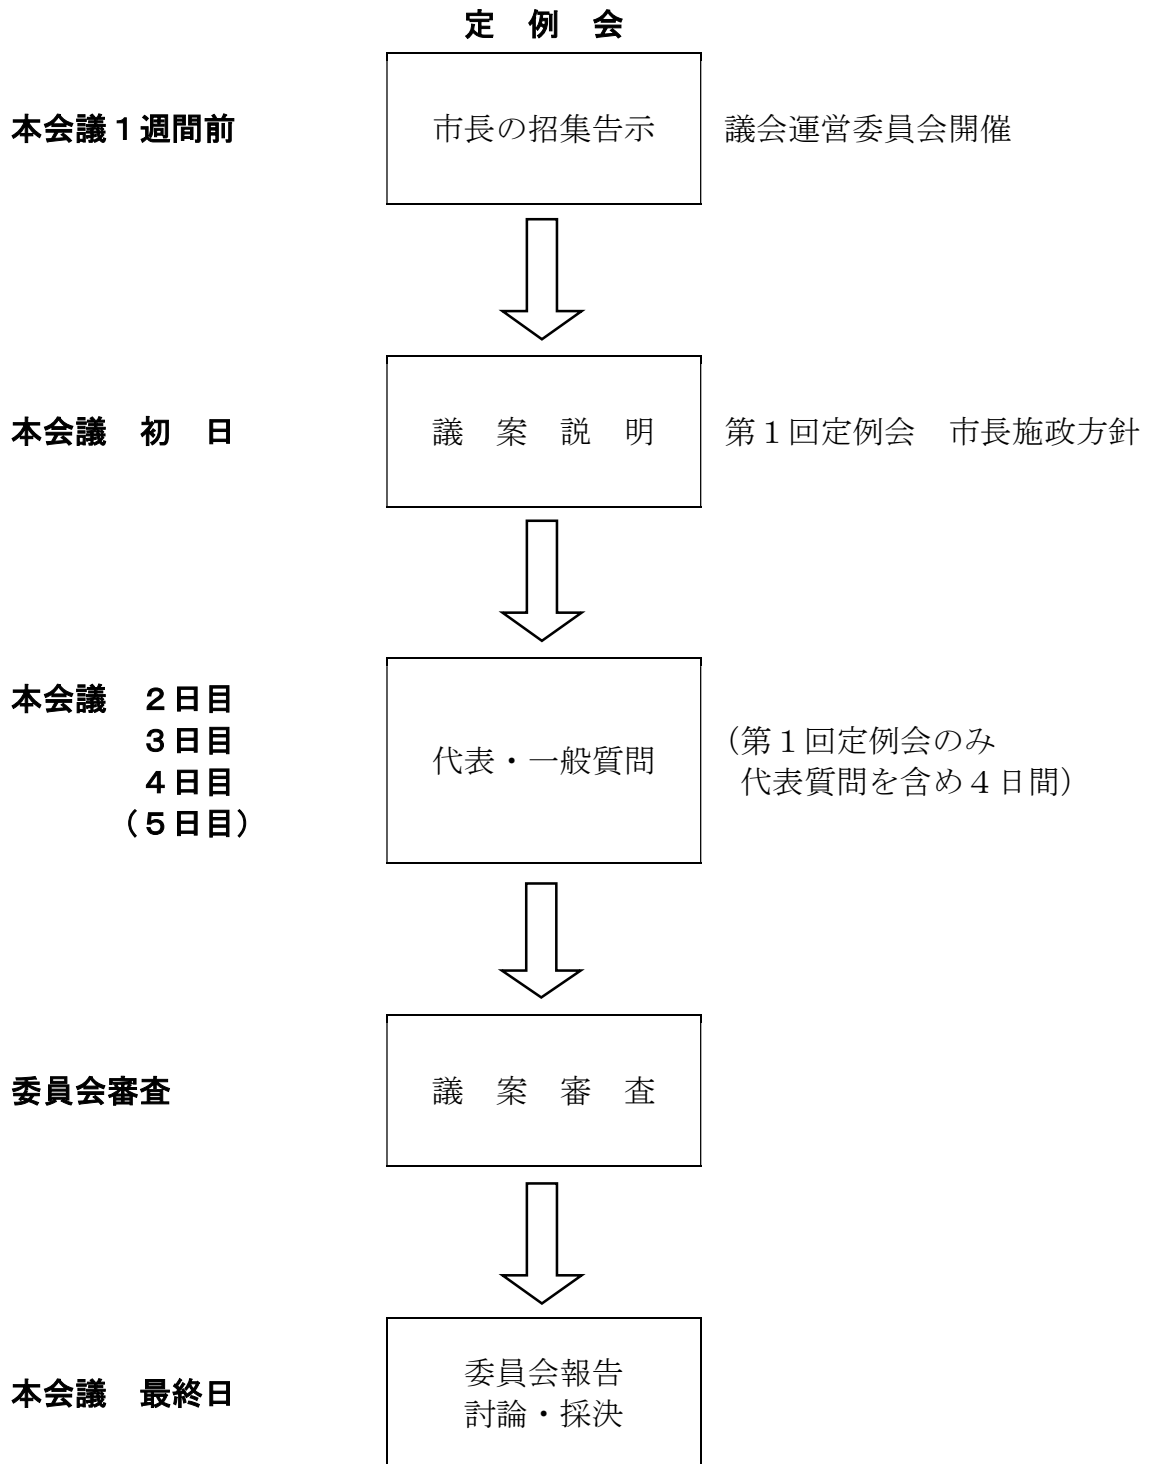 定　例　会
本会議１週間前
市長の招集告示
議会運営委員会開催
本会議　初　日
議　案　説　明
第１回定例会　市長施政方針
本会議　２日目
３日目
４日目
（５日目）
代表・一般質問
（第１回定例会のみ
代表質問を含め４日間）
委員会審査
議　案　審　査
本会議　最終日
委員会報告
討論・採決